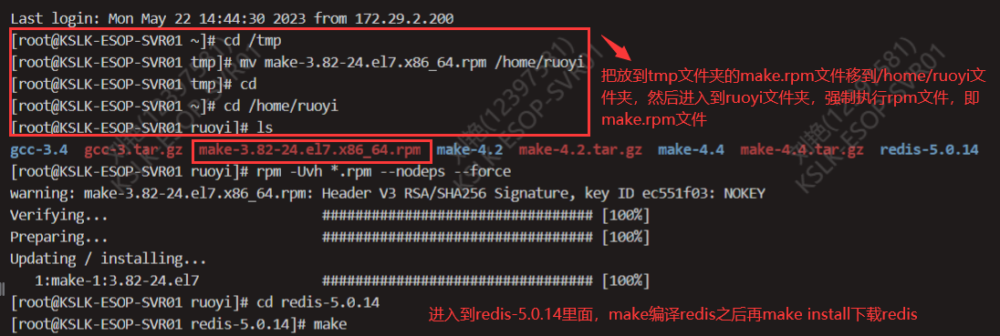 Last login: Mon May 22 14:44:30 2023 from 172.29.2.200
[root@KSLK-ESOP-SVR01 ~]# cd /tmp
[root@KSLK-ESOP-SVR01 tmp]# mv make-3.82-24.el7.x86_64.rpm /home/ruoyi
[root@KSLK-ESOP-SVR01 tmp]# cd
[root@KSLK-ESOP-SVR01 ~]# cd /home/ruoyi
[root@KSLK-ESOP-SVR01 ruoyi]# ls
把放到tmp文件夹的make.rpm文件移到/home/ruoyi文
件夹，然后进入到ruoyi文件夹，强制执行rpm文件，即
make.rpm文件
gcc-3.4 gcc-3.tar.gz make-3.82-24.el7.x86_64.rpm make-4.2 make-4.2.tar.gz make-4.4 make-4.4.tar.gz redis-5.0.14
[root@KSLK-ESOP-SVR01 ruoyi]# rpm -Uvh *.rpm --nodeps --force
warning: make-3.82-24.el7.x86_64.rpm: Header V3 RSA/SHA256 Signature, key ID ec551f03: NOKEY
Verifying... ################################# [100%]
Preparing... ################################# [100%]
Updating / installing...
1:make-1:3.82-24.el7 ################################# [100%]
[root@KSLK-ESOP-SVR01 ruoyi]# cd redis-5.0.14
[root@KSLK-ESOP-SVR01 redis-5.0.14]# make
进入到redis-5.0.14里面，make编译redis之后再make install下载redis